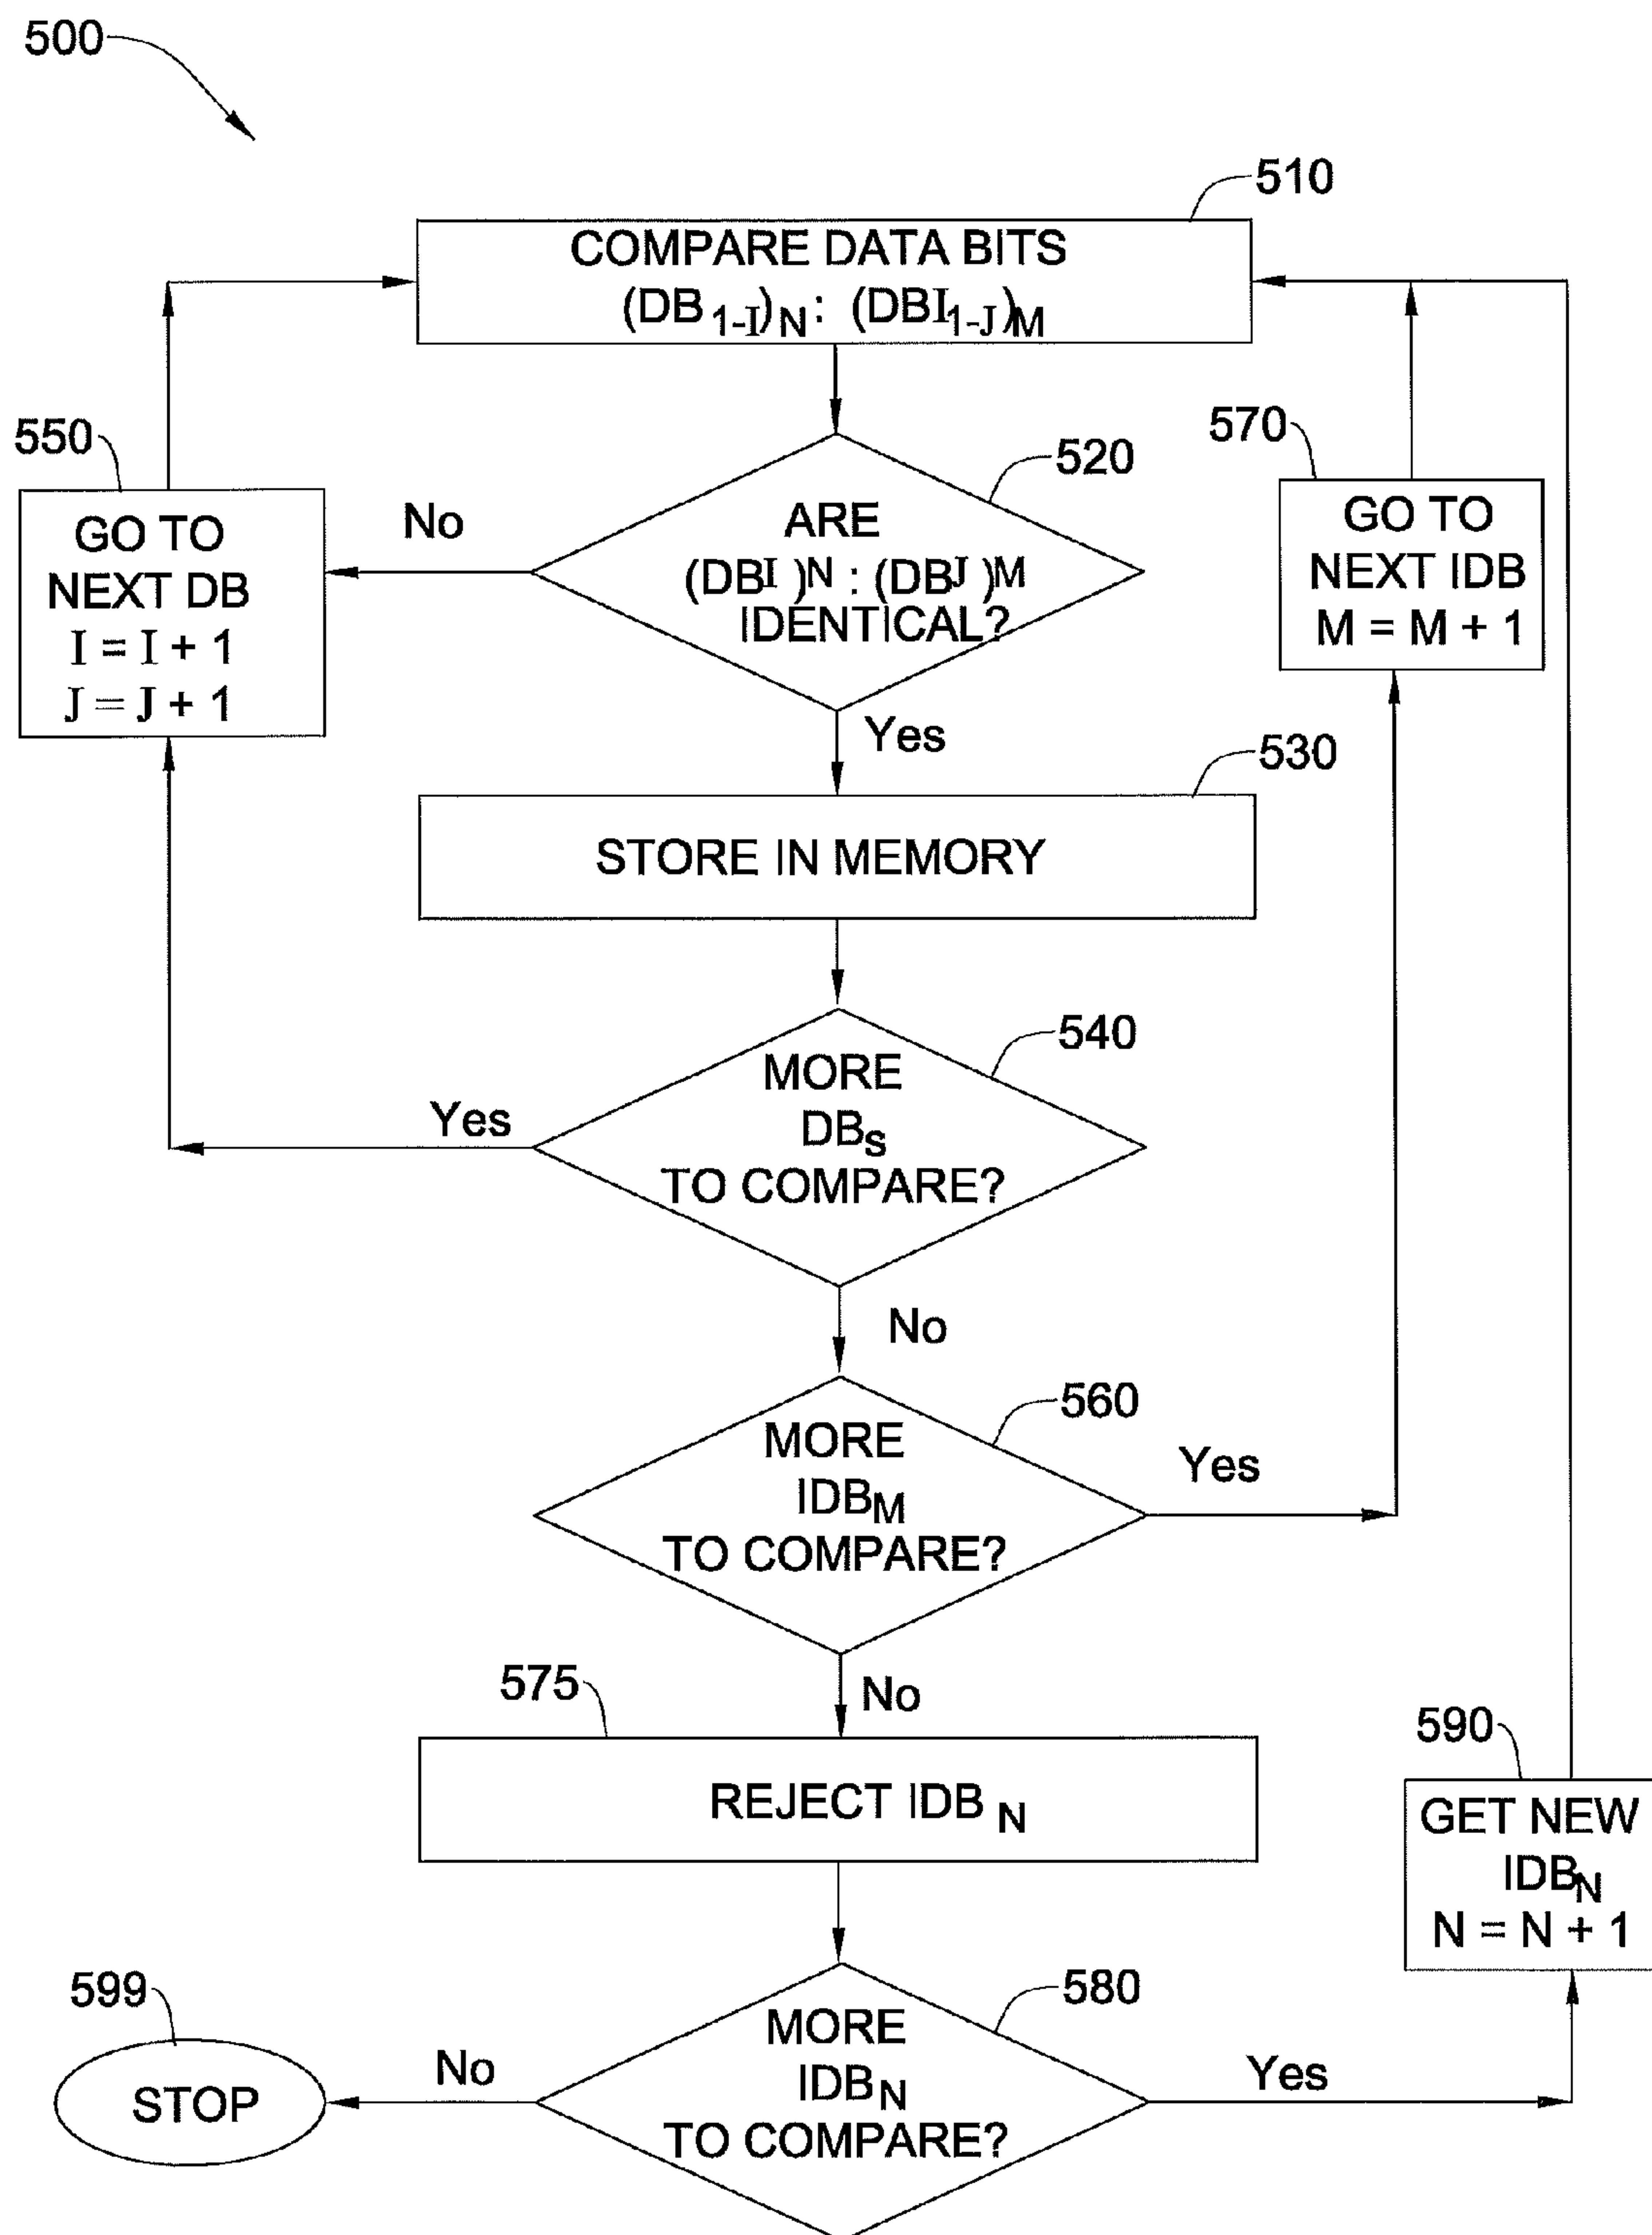 500
510
COMPARE DATA BITS
(DB 1-I)N : (DBI1-J)M
550
GO TO
NEXT DB
I = I + 1
J = J + 1
No
520
ARE
(DBI )N : (DBJ )M
IDENTICAL?
570
GO TO
NEXT IDB
M = M + 1
Yes
530
STORE IN MEMORY
540
MORE
DBS
TO COMPARE?
Yes
No
560
MORE
IDBM
TO COMPARE?
Yes
No
575
REJECT IDB N
590
GET NEW
IDBN
N = N + 1
580
MORE
IDBN
TO COMPARE?
Yes
No
599
STOP